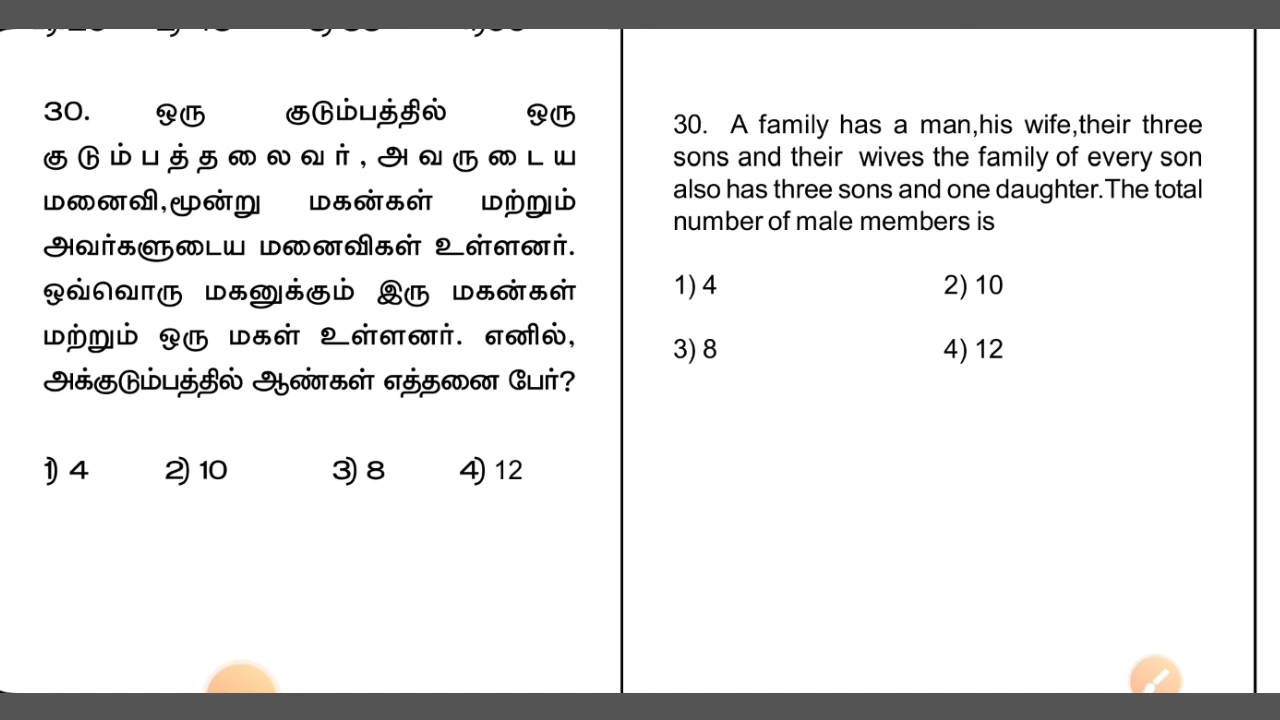 30. ஒரு குடும்பத்தில் ஒரு
குடும்பத்தலைவர்,அவருடைய
மனைவி,மூன்று மகன்கள் மற்றும்
அவர்களுடைய மனைவிகள் உள்ளனர்.
ஒவ்வொரு மகனுக்கும் இரு மகன்கள்
மற்றும் ஒரு மகள் உள்ளனர். எனில்,
அக்குடும்பத்தில் ஆண்கள் எத்தனை பேர்?
1) 4 2) 10 3) 8 4) 12
30. A family has a man,his wife,their three
sons and their wives the family of every son
also has three sons and one daughter.The total
number of male members is
1) 4 2) 10
3) 8 4) 12